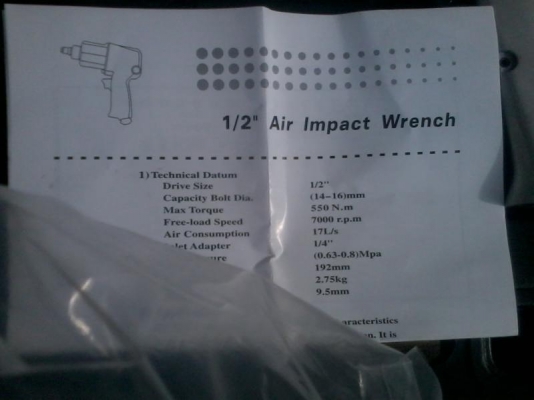 1/2" Air Impact Wrench
1) Technical Datum
Drive Size 1/2"
Capacity Bolt Dia. (14-16)mm
Max Torque 550 N.m
Free-load Speed 7000 r.p.m
Air Consumption 17L/s
Adapter 1/4"
(0.63-0.8)Mpa
192mm
2.75kg
9.5mm
It is